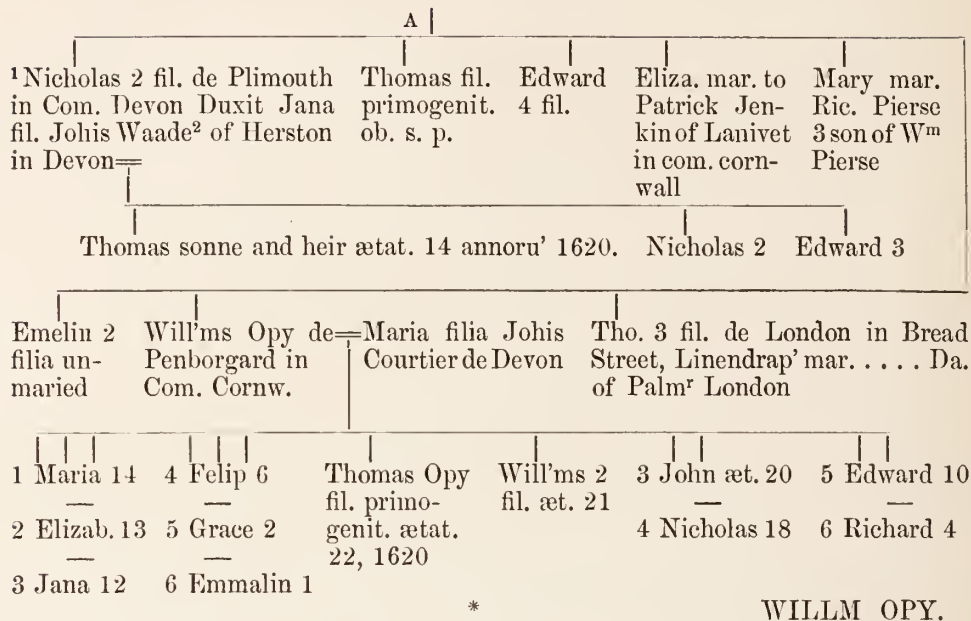 A
¹ Nicholas 2 fil. de Plimouth
in Com. Devon Duxit Jana
fil. Johis Waade² of Herston
in Devon
Thomas fil.
primogenit.
ob. s. p.
Edward
4 fil.
Eliza. mar. to
Patrick Jen-
kin of Lanivet
in com. corn-
wall
Mary mar.
Ric. Pierse
3 son of Wᵐ
Pierse
Thomas sonne and heir ætat. 14 annoru' 1620.
Nicholas 2
Edward 3
Emelin 2
filia un-
maried
Will'ms Opy de
Penborgard in
Com. Cornw.
Maria filia Johis
Courtier de Devon
Tho. 3 fil. de London in Bread
Street, Linendrap' mar. . . . . . Da.
of Palmʳ London
1 Maria 14
2 Elizab. 13
3 Jana 12
4 Felip 6
5 Grace 2
6 Emmalin 1
Thomas Opy
fil. primo-
genit. ætat.
22, 1620
Will'ms 2
fil. æt. 21
3 John æt. 20
4 Nicholas 18
5 Edward 10
6 Richard 4
*
WILLM OPY.